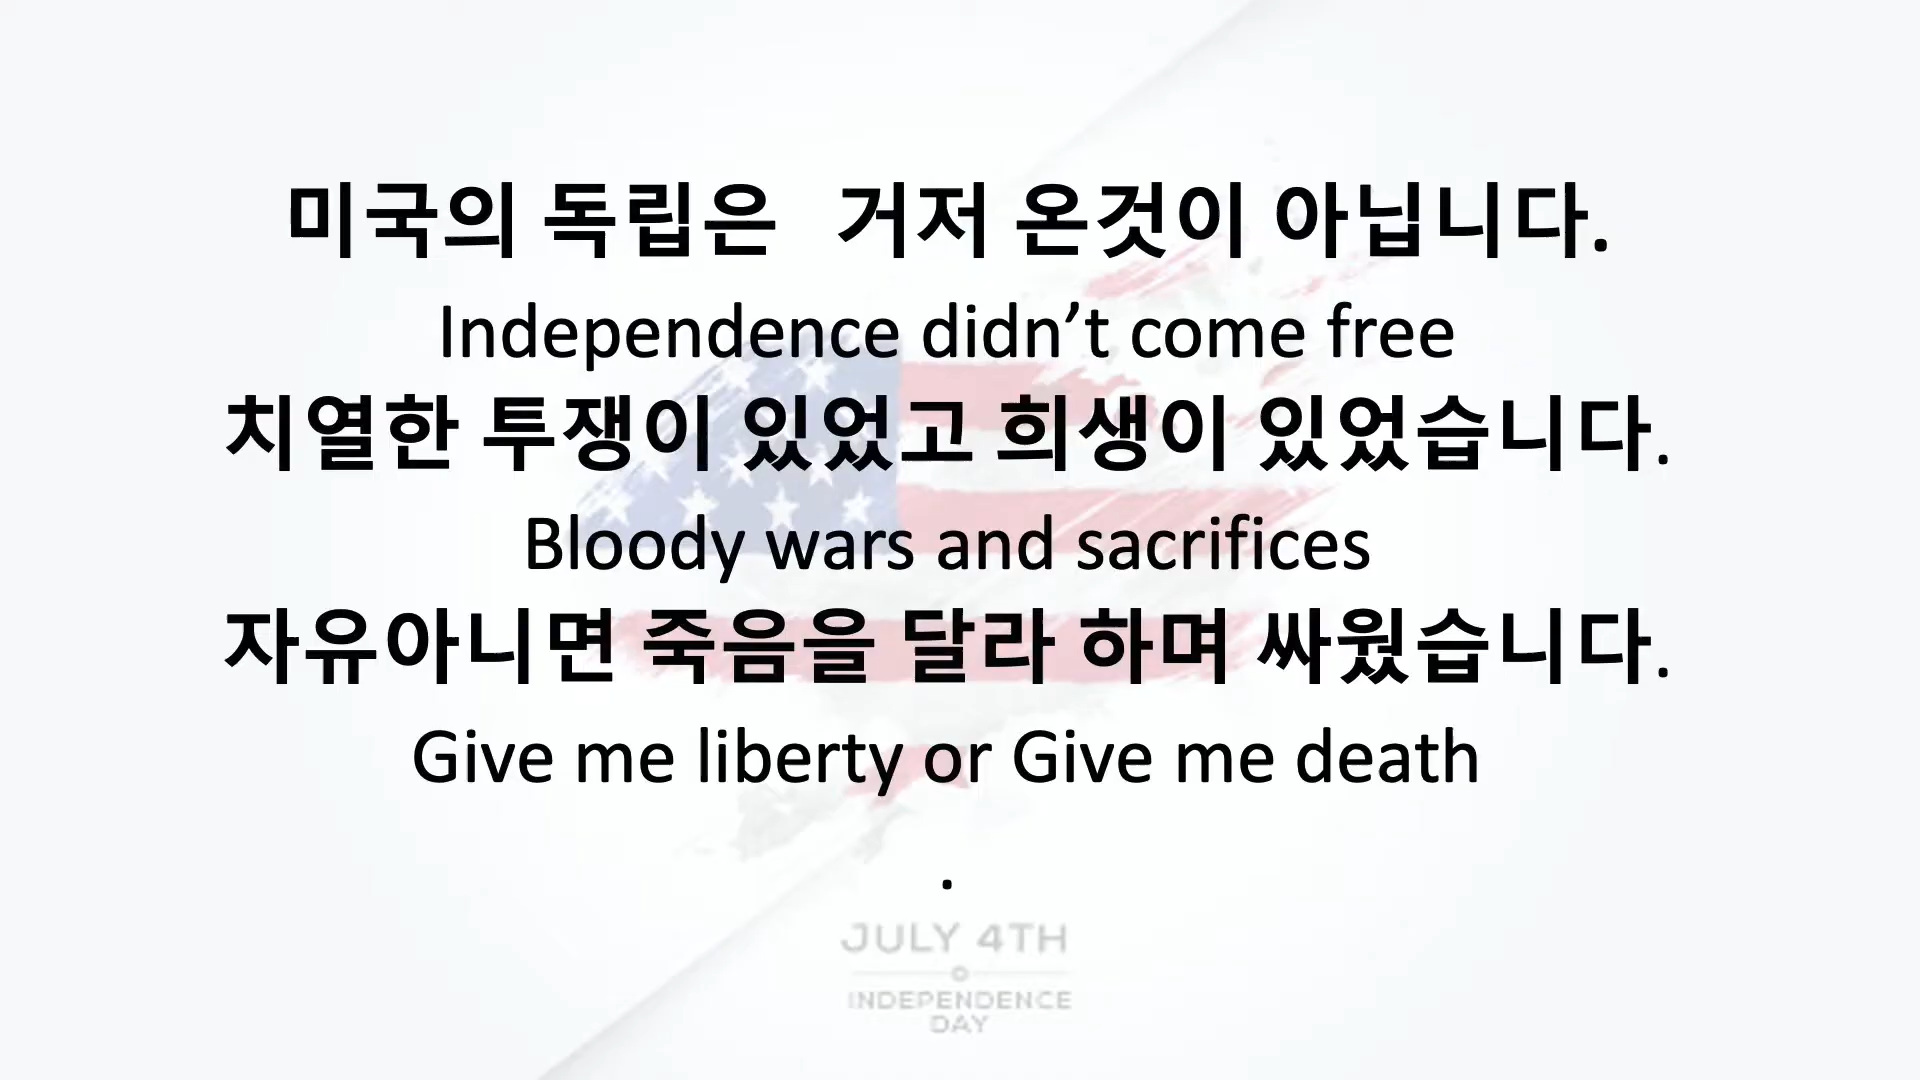 미국의 독립은   거저 온것이 아닙니다.
Independence didn’t come free
치열한 투쟁이 있었고 희생이 있었습니다.
Bloody wars and sacrifices
자유아니면 죽음을 달라 하며 싸웠습니다.
Give me liberty or Give me death
.
JULY 4TH
INDEPENDENCE
DAY